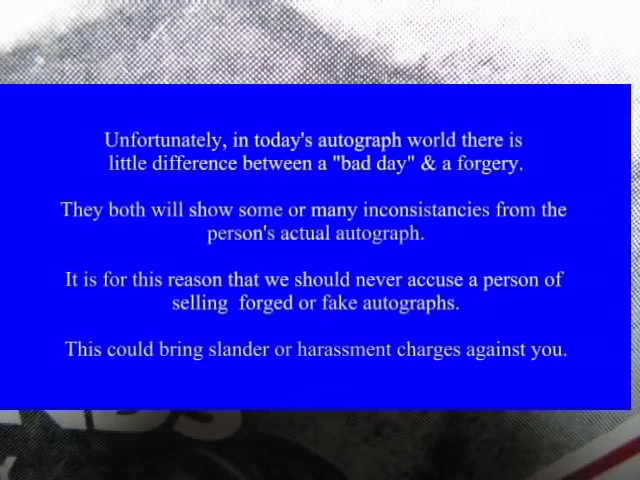 Unfortunately, in today's autograph world there is
little difference between a "bad day" & a forgery.
They both will show some or many inconsistancies from the
person's actual autograph.
It is for this reason that we should never accuse a person of
selling  forged or fake autographs.
This could bring slander or harassment charges against you.